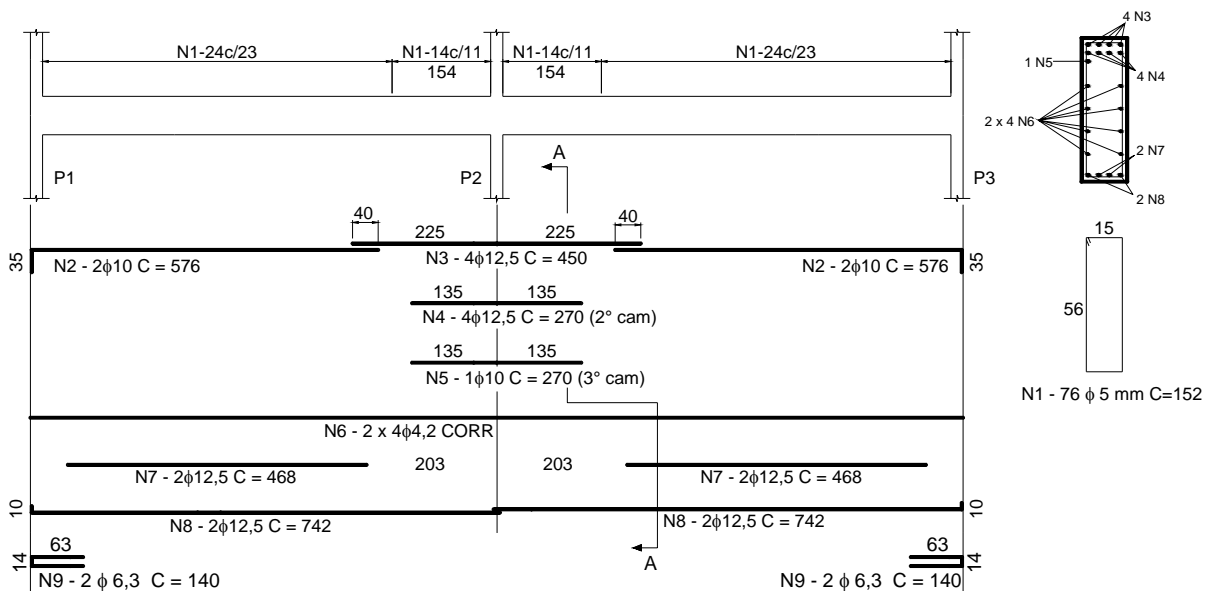 N1-24c/23 N1-14c/11 N1-14c/11 N1-24c/23
154 154
P1 P2 P3
A
40 40
225 225
35 N2 - 2ϕ10 C = 576 N3 - 4ϕ12,5 C = 450 N2 - 2ϕ10 C = 576 35
135 135
N4 - 4ϕ12,5 C = 270 (2° cam)
135 135
N5 - 1ϕ10 C = 270 (3° cam)
N6 - 2 x 4ϕ4,2 CORR
203 203
N7 - 2ϕ12,5 C = 468 N7 - 2ϕ12,5 C = 468
10 N8 - 2ϕ12,5 C = 742 N8 - 2ϕ12,5 C = 742 10
63 63
14 14
A
N9 - 2 ϕ 6,3 C = 140 N9 - 2 ϕ 6,3 C = 140
4 N3
1 N5
4 N4
2 x 4 N6
2 N7
2 N8
15
56
N1 - 76 ϕ 5 mm C=152